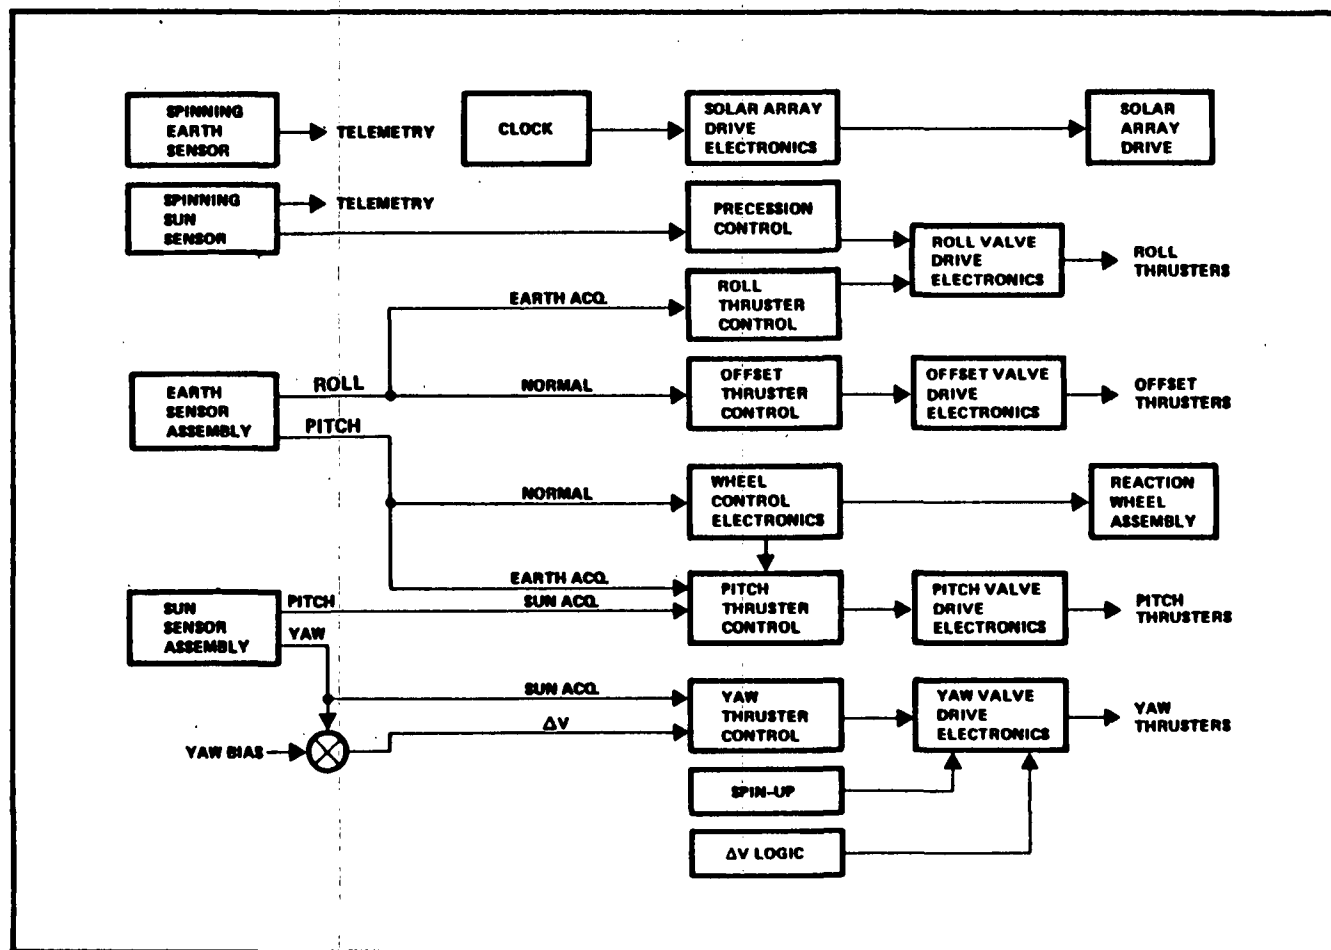 SPINNING
EARTH
SENSOR
TELEMETRY
CLOCK
SOLAR ARRAY
DRIVE
ELECTRONICS
SOLAR
ARRAY
DRIVE
SPINNING
SUN
SENSOR
TELEMETRY
PRECESSION
CONTROL
ROLL VALVE
DRIVE
ELECTRONICS
ROLL
THRUSTERS
EARTH ACQ.
ROLL
THRUSTER
CONTROL
EARTH
SENSOR
ASSEMBLY
ROLL
PITCH
NORMAL
OFFSET
THRUSTER
CONTROL
OFFSET VALVE
DRIVE
ELECTRONICS
OFFSET
THRUSTERS
NORMAL
WHEEL
CONTROL
ELECTRONICS
REACTION
WHEEL
ASSEMBLY
SUN
SENSOR
ASSEMBLY
PITCH
YAW
EARTH ACQ.
SUN ACQ.
PITCH
THRUSTER
CONTROL
PITCH VALVE
DRIVE
ELECTRONICS
PITCH
THRUSTERS
SUN ACQ.
ΔV
YAW BIAS
YAW
THRUSTER
CONTROL
YAW VALVE
DRIVE
ELECTRONICS
YAW
THRUSTERS
SPIN-UP
ΔV LOGIC